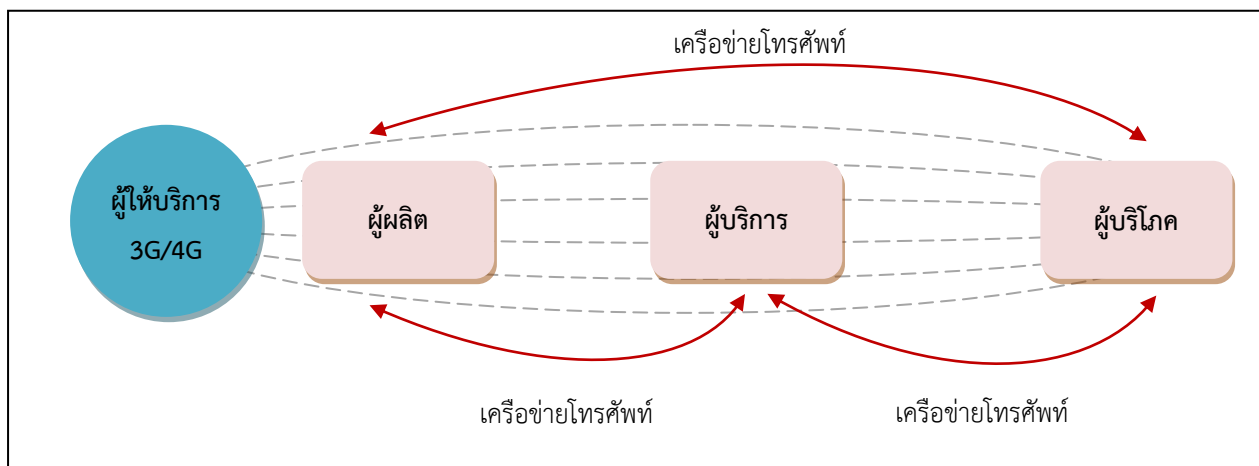 เครือข่ายโทรศัพท์
ผู้ให้บริการ
3G/4G
ผู้ผลิต
ผู้บริการ
ผู้บริโภค
เครือข่ายโทรศัพท์
เครือข่ายโทรศัพท์